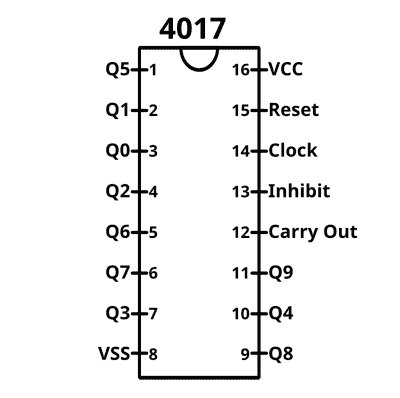 4017
Q5 1 16 VCC
Q1 2 15 Reset
Q0 3 14 Clock
Q2 4 13 Inhibit
Q6 5 12 Carry Out
Q7 6 11 Q9
Q3 7 10 Q4
VSS 8 9 Q8